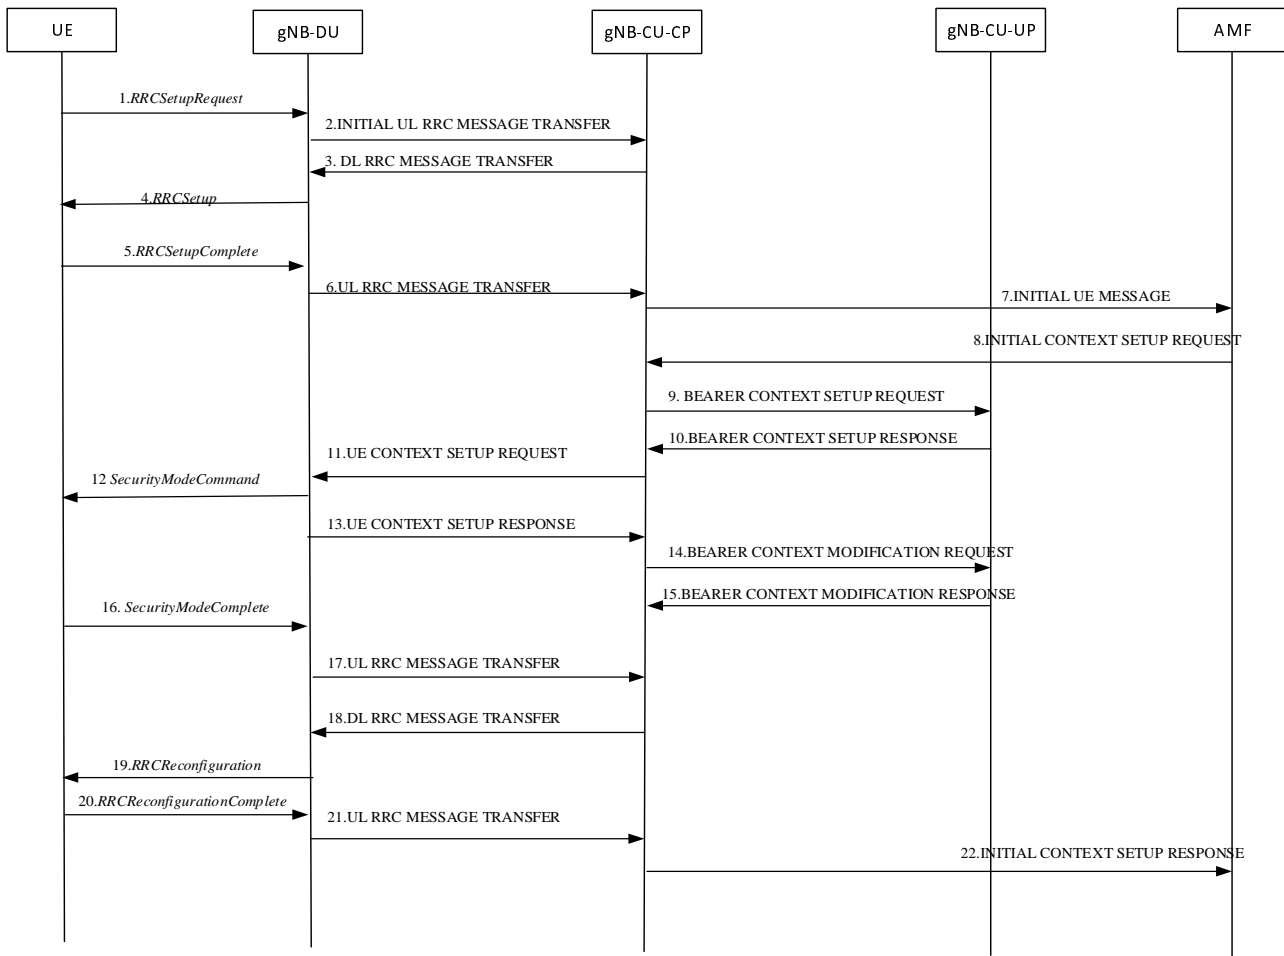 UE
gNB-DU
gNB-CU-CP
gNB-CU-UP
AMF
1.RRCSetupRequest
2.INITIAL UL RRC MESSAGE TRANSFER
3. DL RRC MESSAGE TRANSFER
4.RRCSetup
5.RRCSetupComplete
6.UL RRC MESSAGE TRANSFER
7.INITIAL UE MESSAGE
8.INITIAL CONTEXT SETUP REQUEST
9. BEARER CONTEXT SETUP REQUEST
10.BEARER CONTEXT SETUP RESPONSE
11.UE CONTEXT SETUP REQUEST
12 SecurityModeCommand
13.UE CONTEXT SETUP RESPONSE
14.BEARER CONTEXT MODIFICATION REQUEST
15.BEARER CONTEXT MODIFICATION RESPONSE
16. SecurityModeComplete
17.UL RRC MESSAGE TRANSFER
18.DL RRC MESSAGE TRANSFER
19.RRCReconfiguration
20.RRCReconfigurationComplete
21.UL RRC MESSAGE TRANSFER
22.INITIAL CONTEXT SETUP RESPONSE